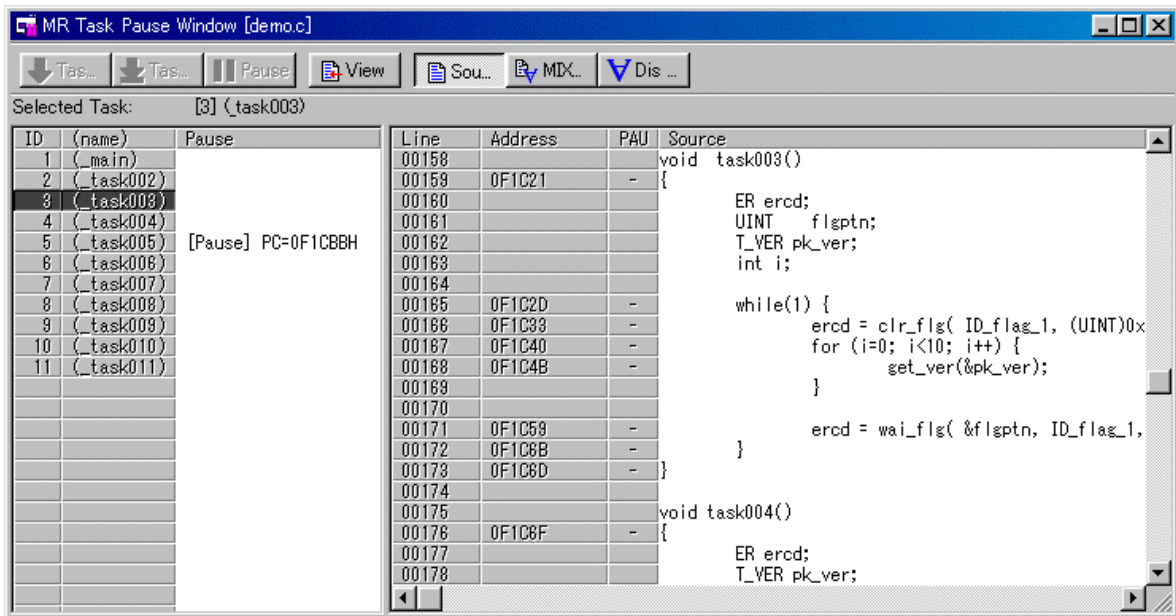 MR Task Pause Window [demo.c]
Tas... Tas... Pause View Sou... MIX... Dis ...
Selected Task: [3] (_task003)
ID (name) Pause
1 (_main)
2 (_task002)
3 (_task003)
4 (_task004)
5 (_task005) [Pause] PC=0F1CBBH
6 (_task006)
7 (_task007)
8 (_task008)
9 (_task009)
10 (_task010)
11 (_task011)
Line Address PAU Source
00158 void task003()
00159 0F1C21 - {
00160 ER ercd;
00161 UINT flgptn;
00162 T_VER pk_ver;
00163 int i;
00164
00165 0F1C2D - while(1) {
00166 0F1C33 - ercd = clr_flg( ID_flag_1, (UINT)0x
00167 0F1C40 - for (i=0; i<10; i++) {
00168 0F1C4B - get_ver(&pk_ver);
00169 }
00170
00171 0F1C59 - ercd = wai_flg( &flgptn, ID_flag_1,
00172 0F1C6B - }
00173 0F1C6D - }
00174
00175 void task004()
00176 0F1C6F - {
00177 ER ercd;
00178 T_VER pk_ver;